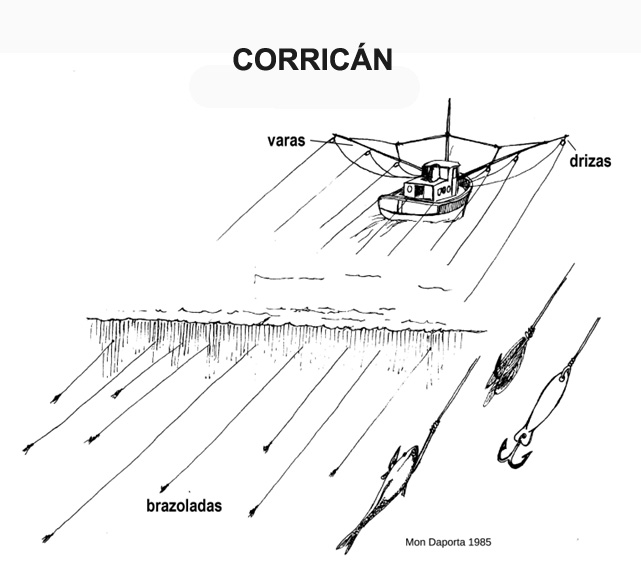 CORRICÁN
varas
drizas
brazoladas
Mon Daporta 1985